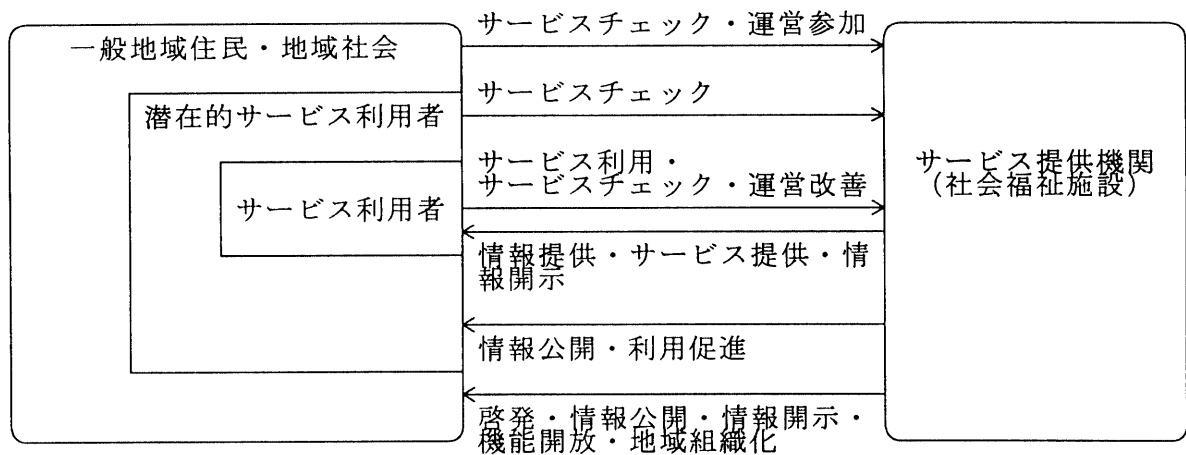 一般地域住民・地域社会
潜在的サービス利用者
サービス利用者
サービスチェック・運営参加
サービスチェック
サービス利用・
サービスチェック・運営改善
情報提供・サービス提供・情
報開示
情報公開・利用促進
啓発・情報公開・情報開示・
機能開放・地域組織化
サービス提供機関
（社会福祉施設）